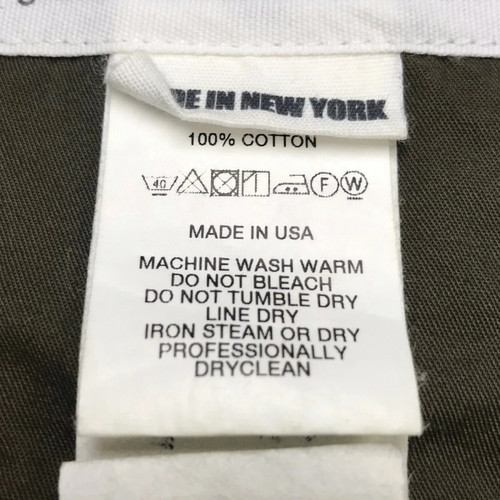 DE IN NEW YORK
100% COTTON
40 F W
MADE IN USA
MACHINE WASH WARM
DO NOT BLEACH
DO NOT TUMBLE DRY
LINE DRY
IRON STEAM OR DRY
PROFESSIONALLY
DRYCLEAN